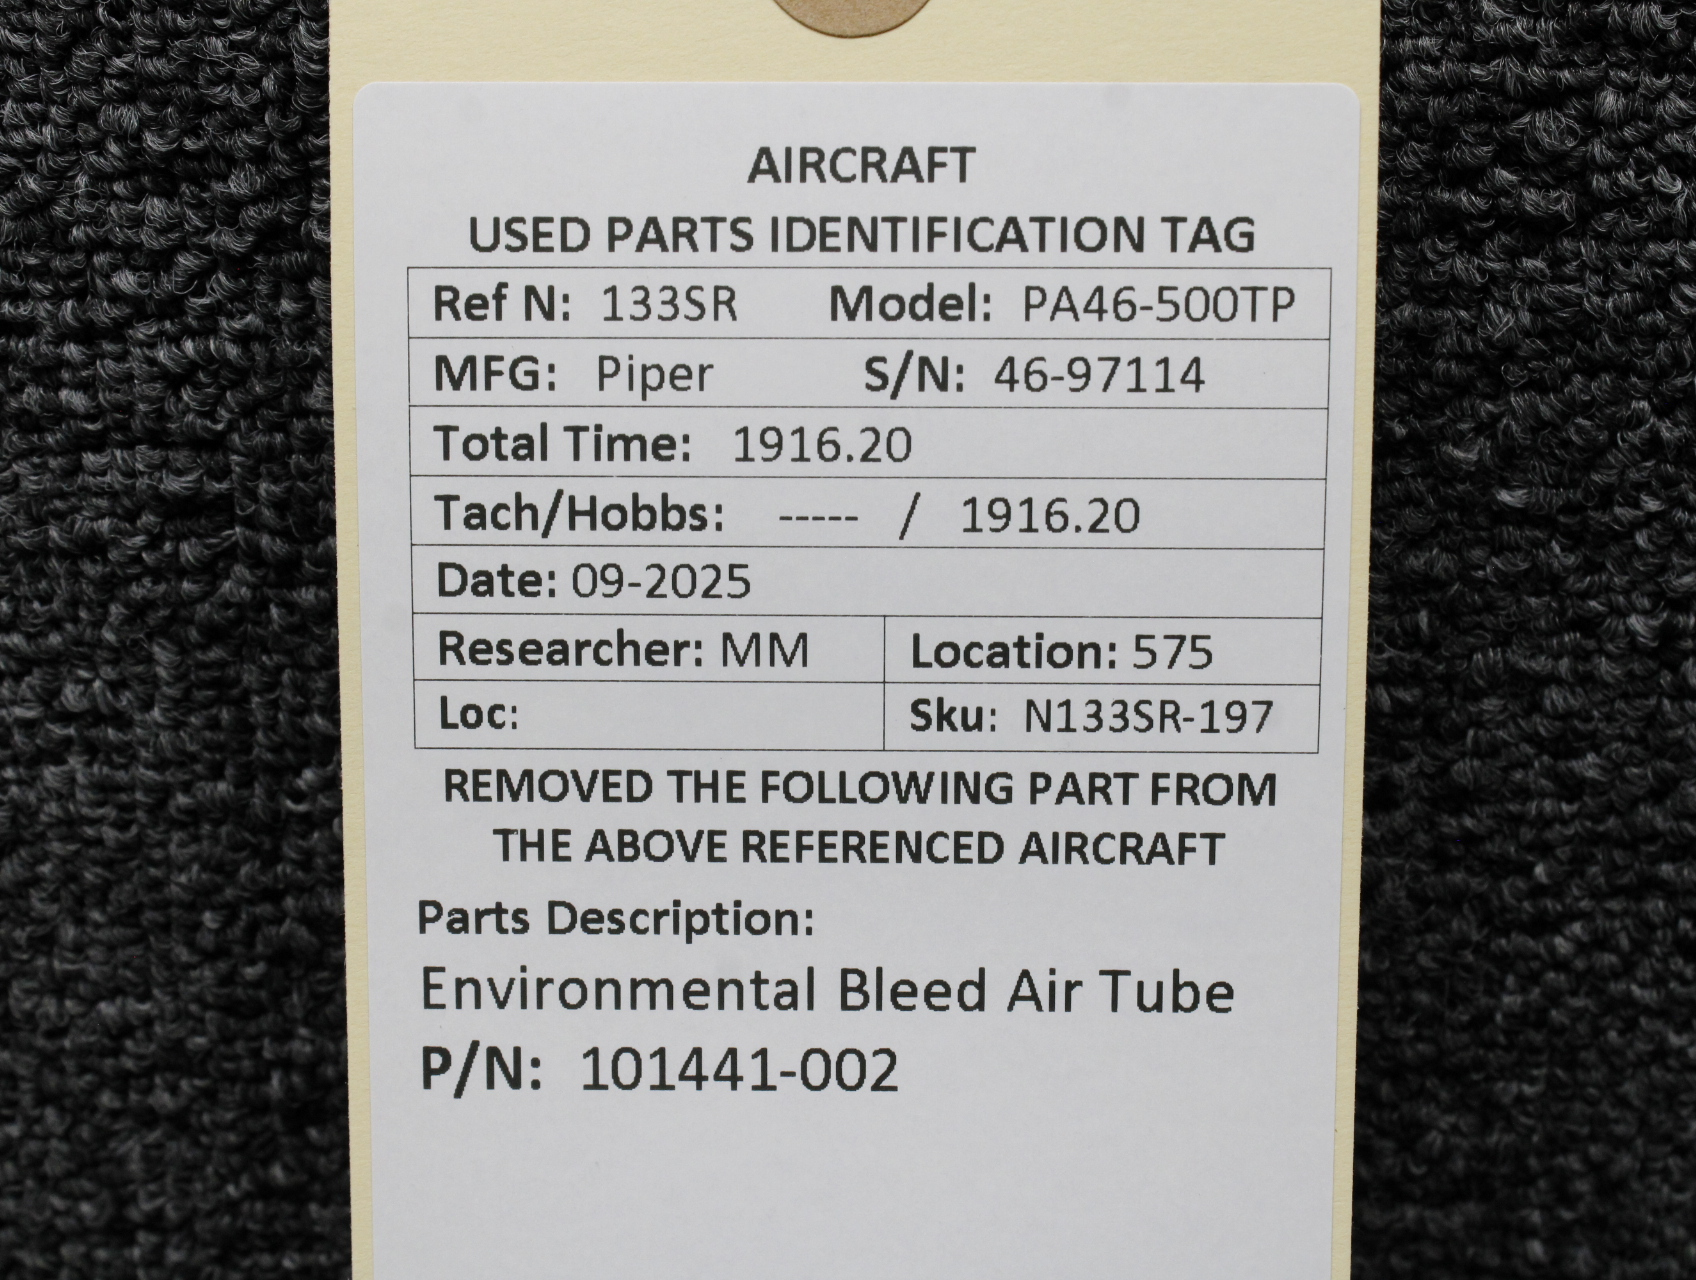 AIRCRAFT
USED PARTS IDENTIFICATION TAG
Ref N: 133SR Model: PA46-500TP
MFG: Piper S/N: 46-97114
Total Time: 1916.20
Tach/Hobbs: ----- / 1916.20
Date: 09-2025
Researcher: MM Location: 575
Loc: Sku: N133SR-197
REMOVED THE FOLLOWING PART FROM
THE ABOVE REFERENCED AIRCRAFT
Parts Description:
Environmental Bleed Air Tube
P/N: 101441-002